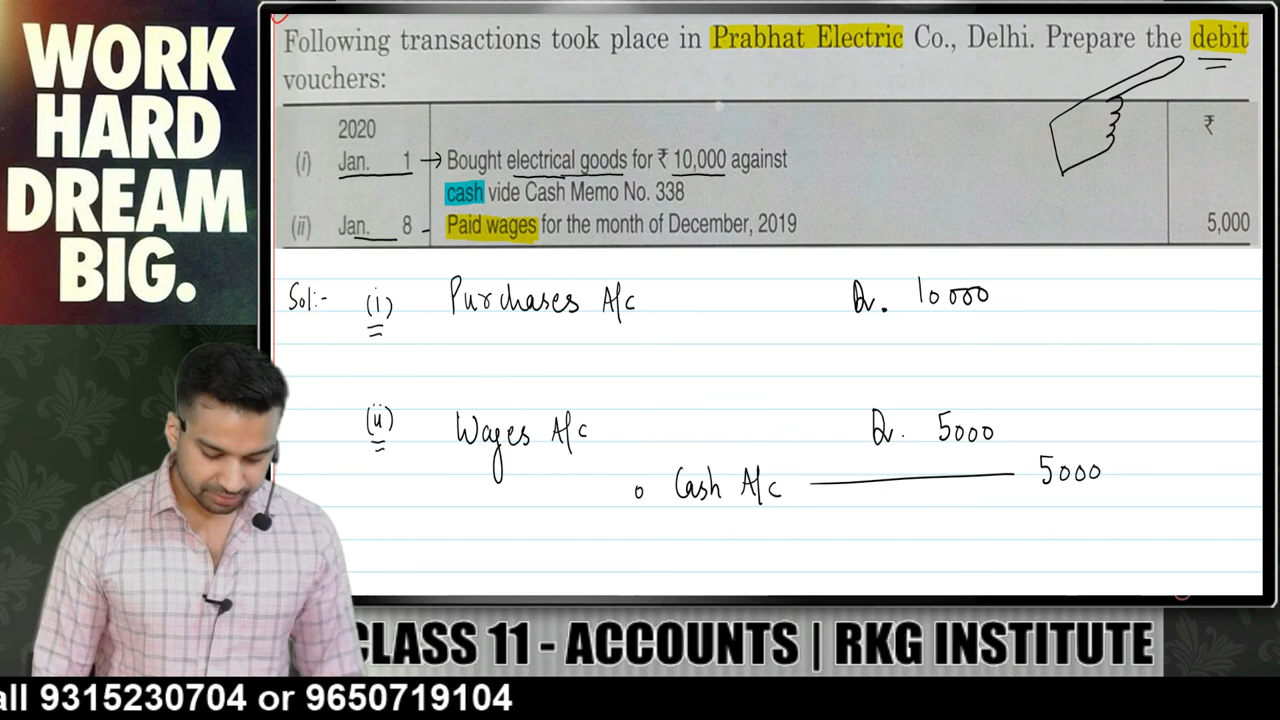 WORK
HARD
DREAM
BIG.
Following transactions took place in Prabhat Electric Co., Delhi. Prepare the debit
vouchers:
2020 ₹
(i) Jan. 1 → Bought electrical goods for ₹ 10,000 against
cash vide Cash Memo No. 338
(ii) Jan. 8 - Paid wages for the month of December, 2019 5,000
Sol:- (i) Purchases A/c Dr. 10000
(ii) Wages A/c Dr. 5000
o Cash A/c 5000
CLASS 11 - ACCOUNTS | RKG INSTITUTE
all 9315230704 or 9650719104